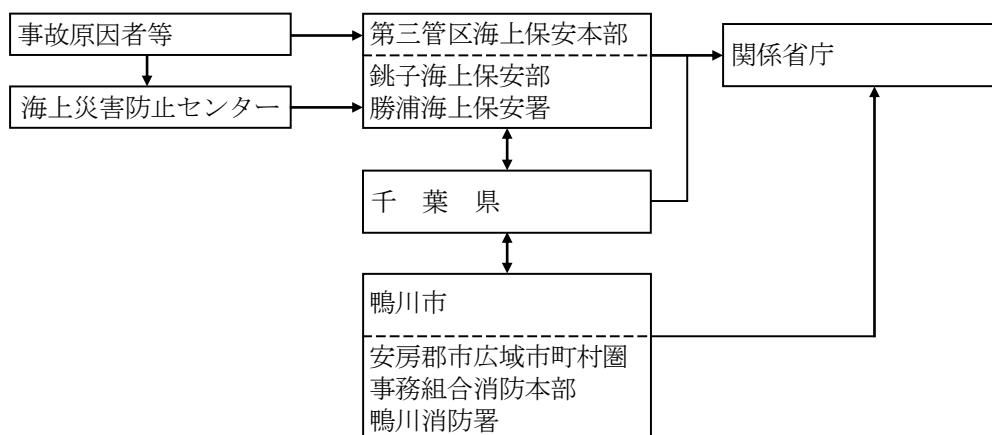 事故原因者等
海上災害防止センター
第三管区海上保安本部
銚子海上保安部
勝浦海上保安署
関係省庁
千　葉　県
鴨川市
安房郡市広域市町村圏
事務組合消防本部
鴨川消防署